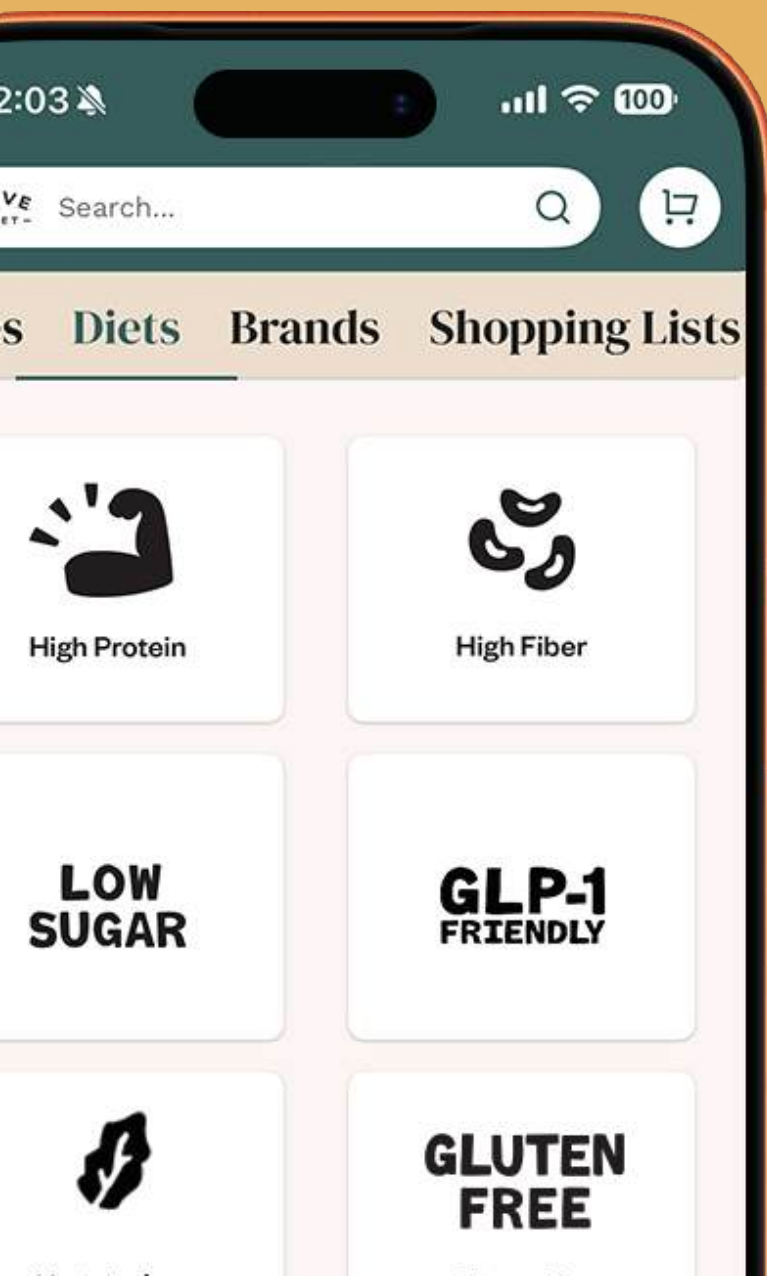 2:03
100
Search...
Diets Brands Shopping Lists
High Protein
High Fiber
LOW
SUGAR
GLP-1
FRIENDLY
GLUTEN
FREE